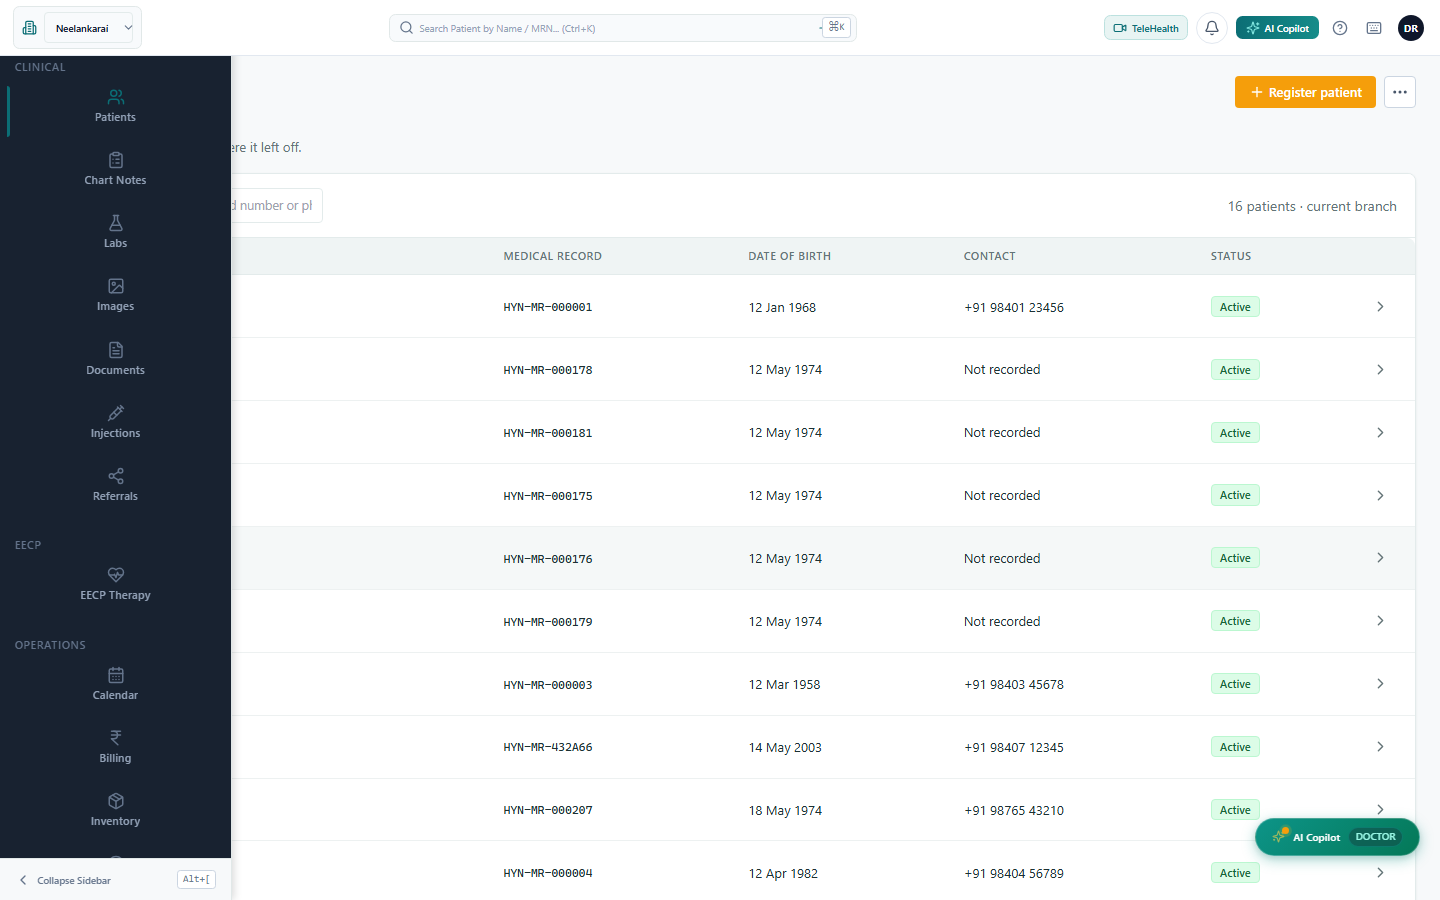 Neelankarai
Search Patient by Name / MRN... (Ctrl+K)
⌘K
TeleHealth
AI Copilot
DR
CLINICAL
Patients
Chart Notes
Labs
Images
Documents
Injections
Referrals
EECP
EECP Therapy
OPERATIONS
Calendar
Billing
Inventory
Collapse Sidebar
Alt+[
+ Register patient
ere it left off.
d number or ph
16 patients · current branch
MEDICAL RECORD DATE OF BIRTH CONTACT STATUS
HYN-MR-000001 12 Jan 1968 +91 98401 23456 Active
HYN-MR-000178 12 May 1974 Not recorded Active
HYN-MR-000181 12 May 1974 Not recorded Active
HYN-MR-000175 12 May 1974 Not recorded Active
HYN-MR-000176 12 May 1974 Not recorded Active
HYN-MR-000179 12 May 1974 Not recorded Active
HYN-MR-000003 12 Mar 1958 +91 98403 45678 Active
HYN-MR-432A66 14 May 2003 +91 98407 12345 Active
HYN-MR-000207 18 May 1974 +91 98765 43210 Active
AI Copilot DOCTOR
HYN-MR-000004 12 Apr 1982 +91 98404 56789 Active